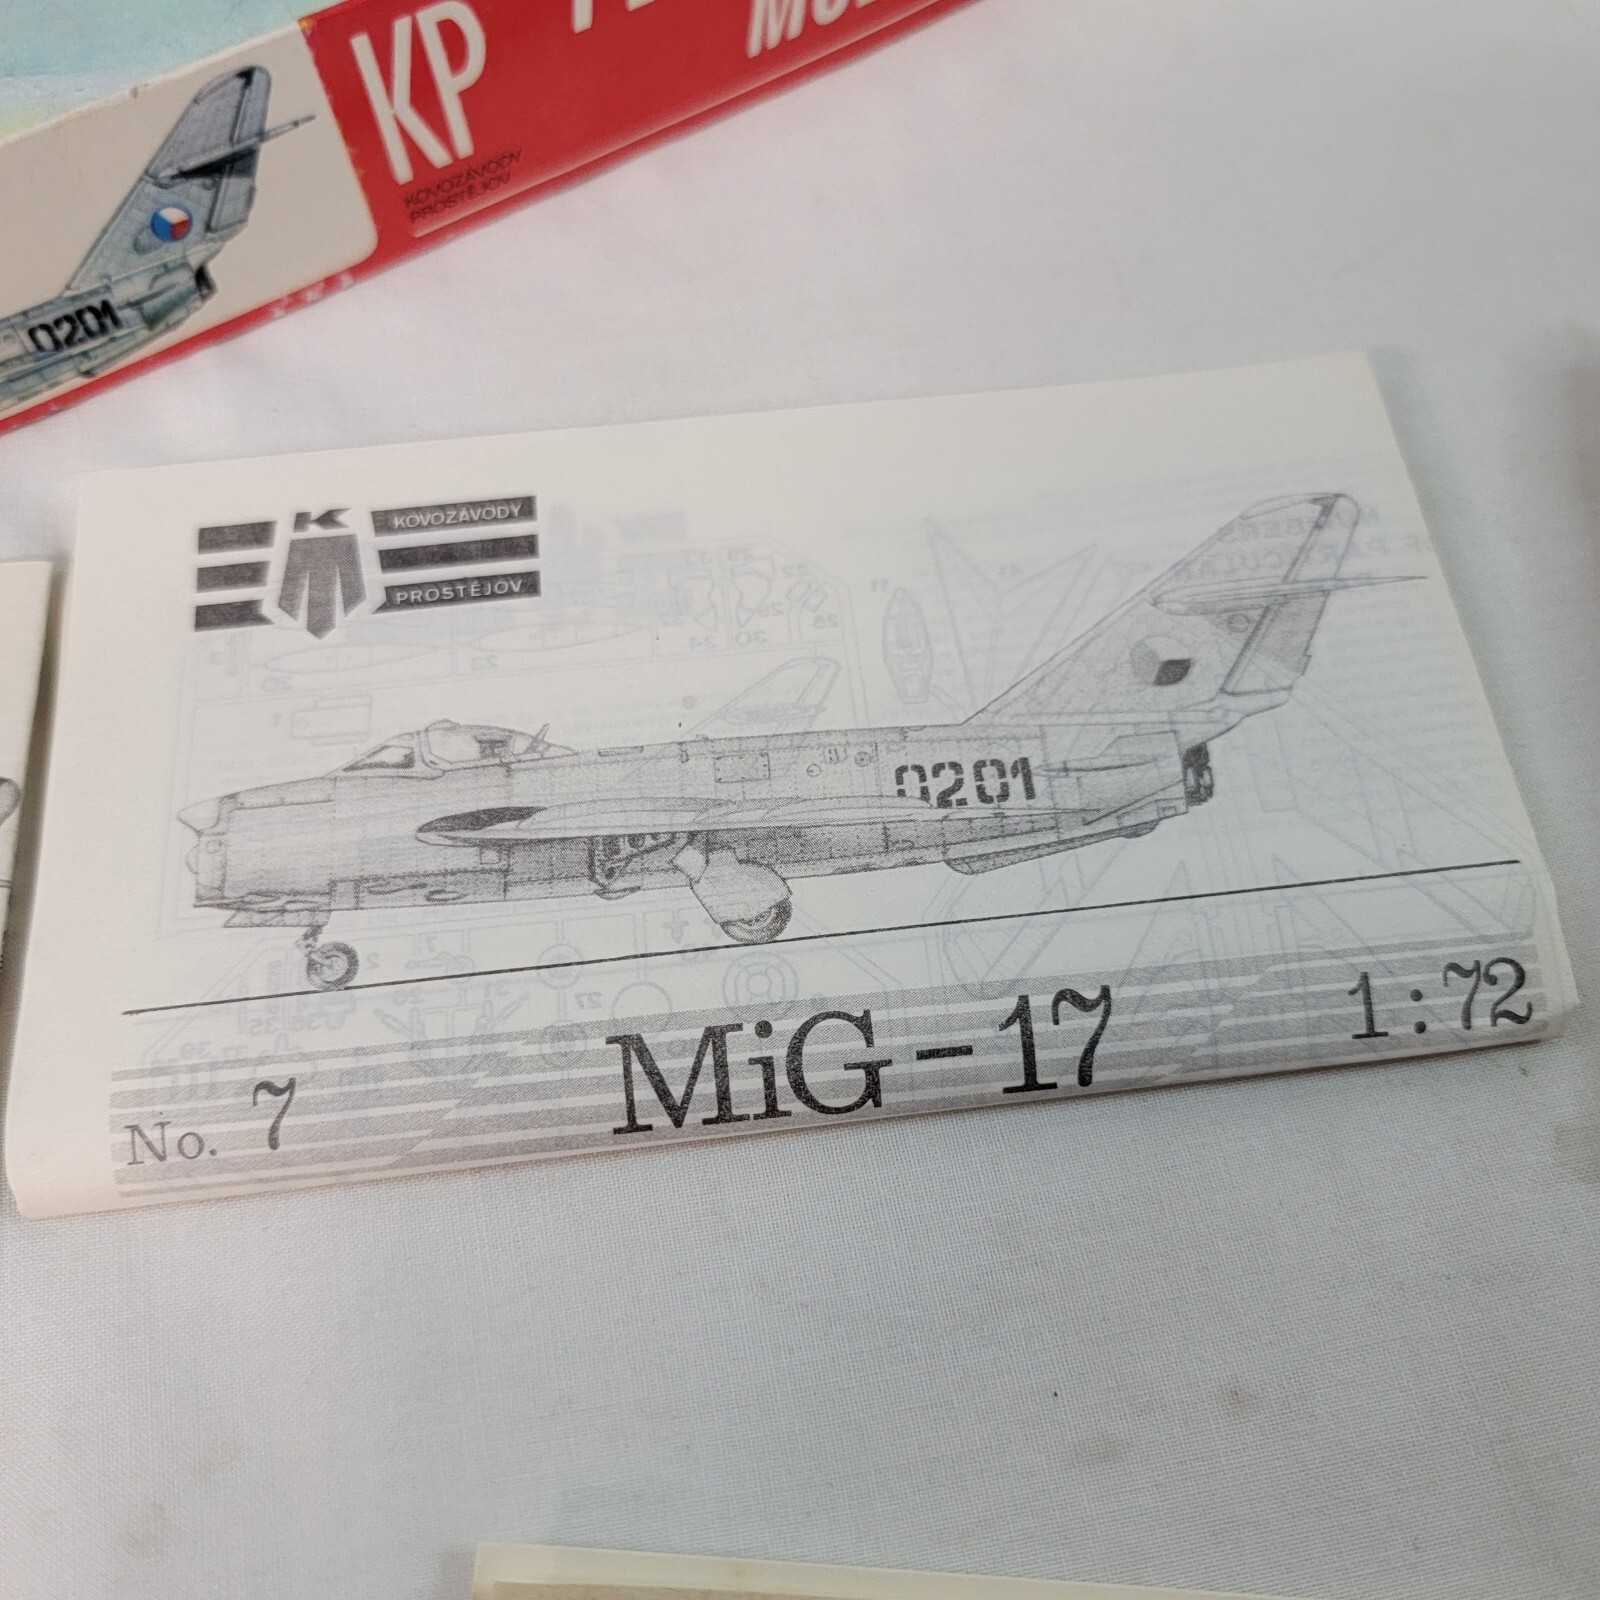 KP
KOVOZÁVODY
PROSTĚJOV
0201
K
KOVOZÁVODY
PROSTĚJOV
0201
No. 7
MiG-17
1:72